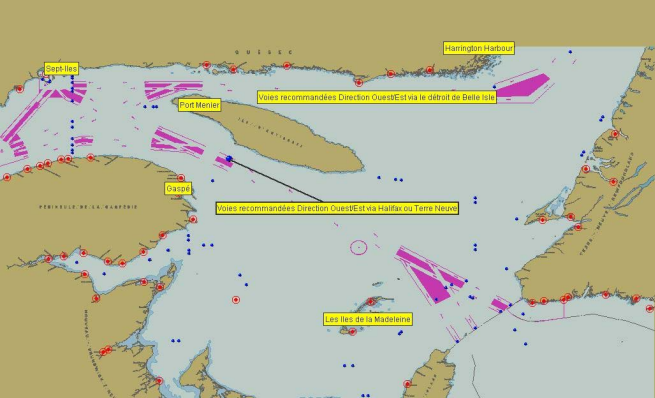 QUÉBEC
Harrington Harbour
Sept-Iles
Voies recommandées Direction Ouest/Est via le détroit de Belle Isle
Port Menier
ILE D'ANTICOSTI
Gaspé
Voies recommandées Direction Ouest/Est via Halifax ou Terre Neuve
PÉNINSULE DE LA GASPÉSIE
Les Iles de la Madeleine